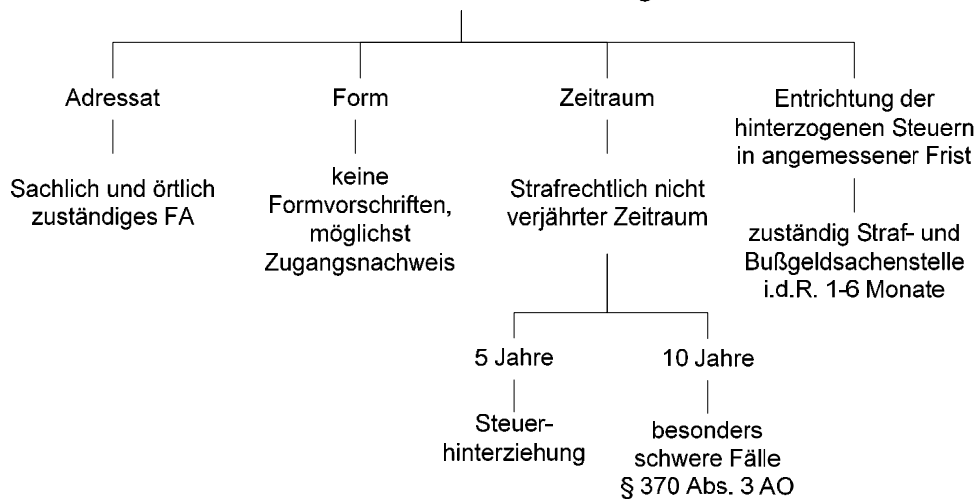 Adressat
Sachlich und örtlich
zuständiges FA
Form
keine
Formvorschriften,
möglichst
Zugangsnachweis
Zeitraum
Strafrechtlich nicht
verjährter Zeitraum
5 Jahre
Steuer-
hinterziehung
10 Jahre
besonders
schwere Fälle
§ 370 Abs. 3 AO
Entrichtung der
hinterzogenen Steuern
in angemessener Frist
zuständig Straf- und
Bußgeldsachenstelle
i.d.R. 1-6 Monate